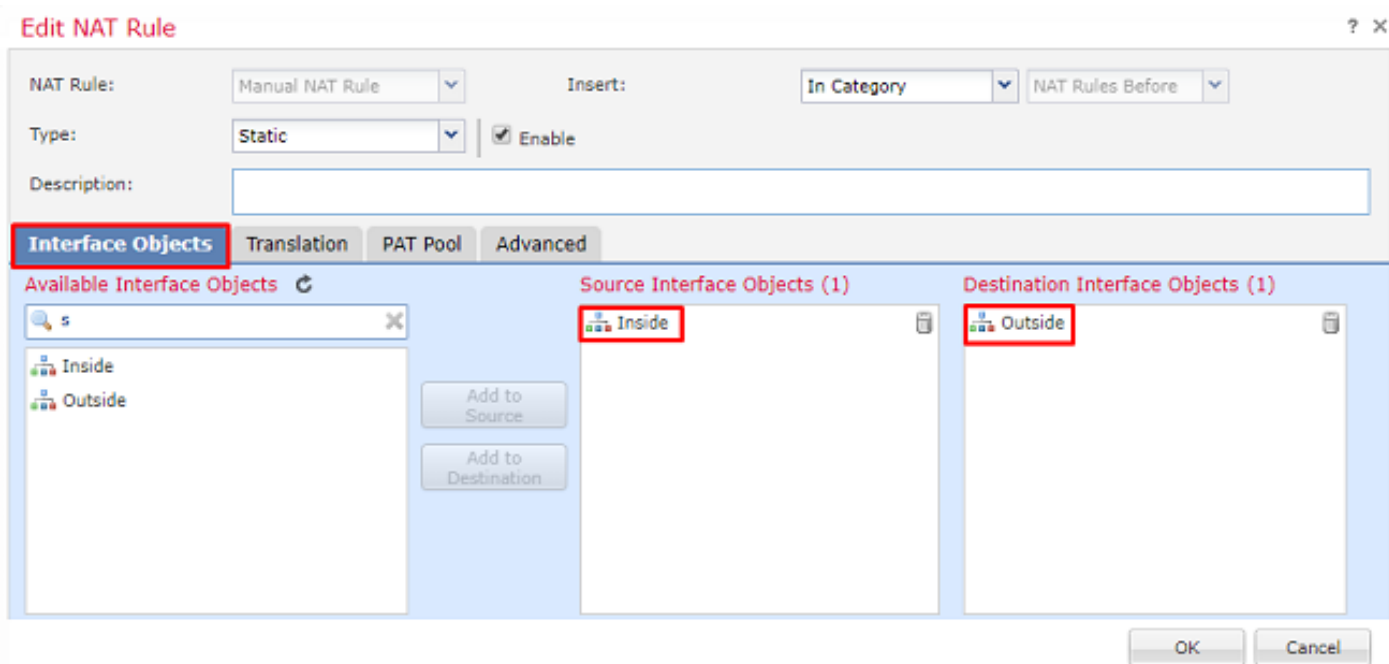 Edit NAT Rule ? X
NAT Rule: Manual NAT Rule Insert: In Category NAT Rules Before
Type: Static Enable
Description:
Interface Objects Translation PAT Pool Advanced
Available Interface Objects Source Interface Objects (1) Destination Interface Objects (1)
s
Inside
Outside
Add to
Source
Add to
Destination
Inside
Outside
OK Cancel